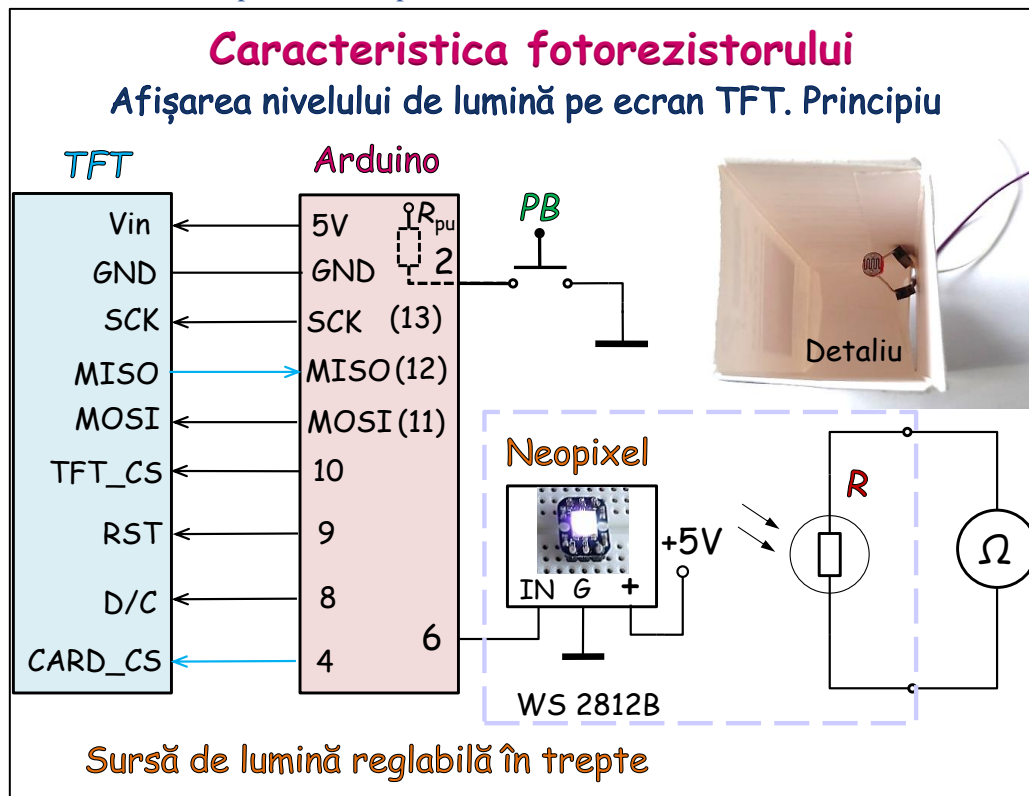 Caracteristica fotorezistorului
Afișarea nivelului de lumină pe ecran TFT. Principiu
TFT
Arduino
PB
Vin
5V
Rpu
GND
GND
2
SCK
SCK (13)
MISO
MISO (12)
Detaliu
MOSI
MOSI (11)
TFT_CS
10
RST
9
D/C
8
CARD_CS
4
6
Neopixel
R
+5V
Ω
IN G +
WS 2812B
Sursă de lumină reglabilă în trepte